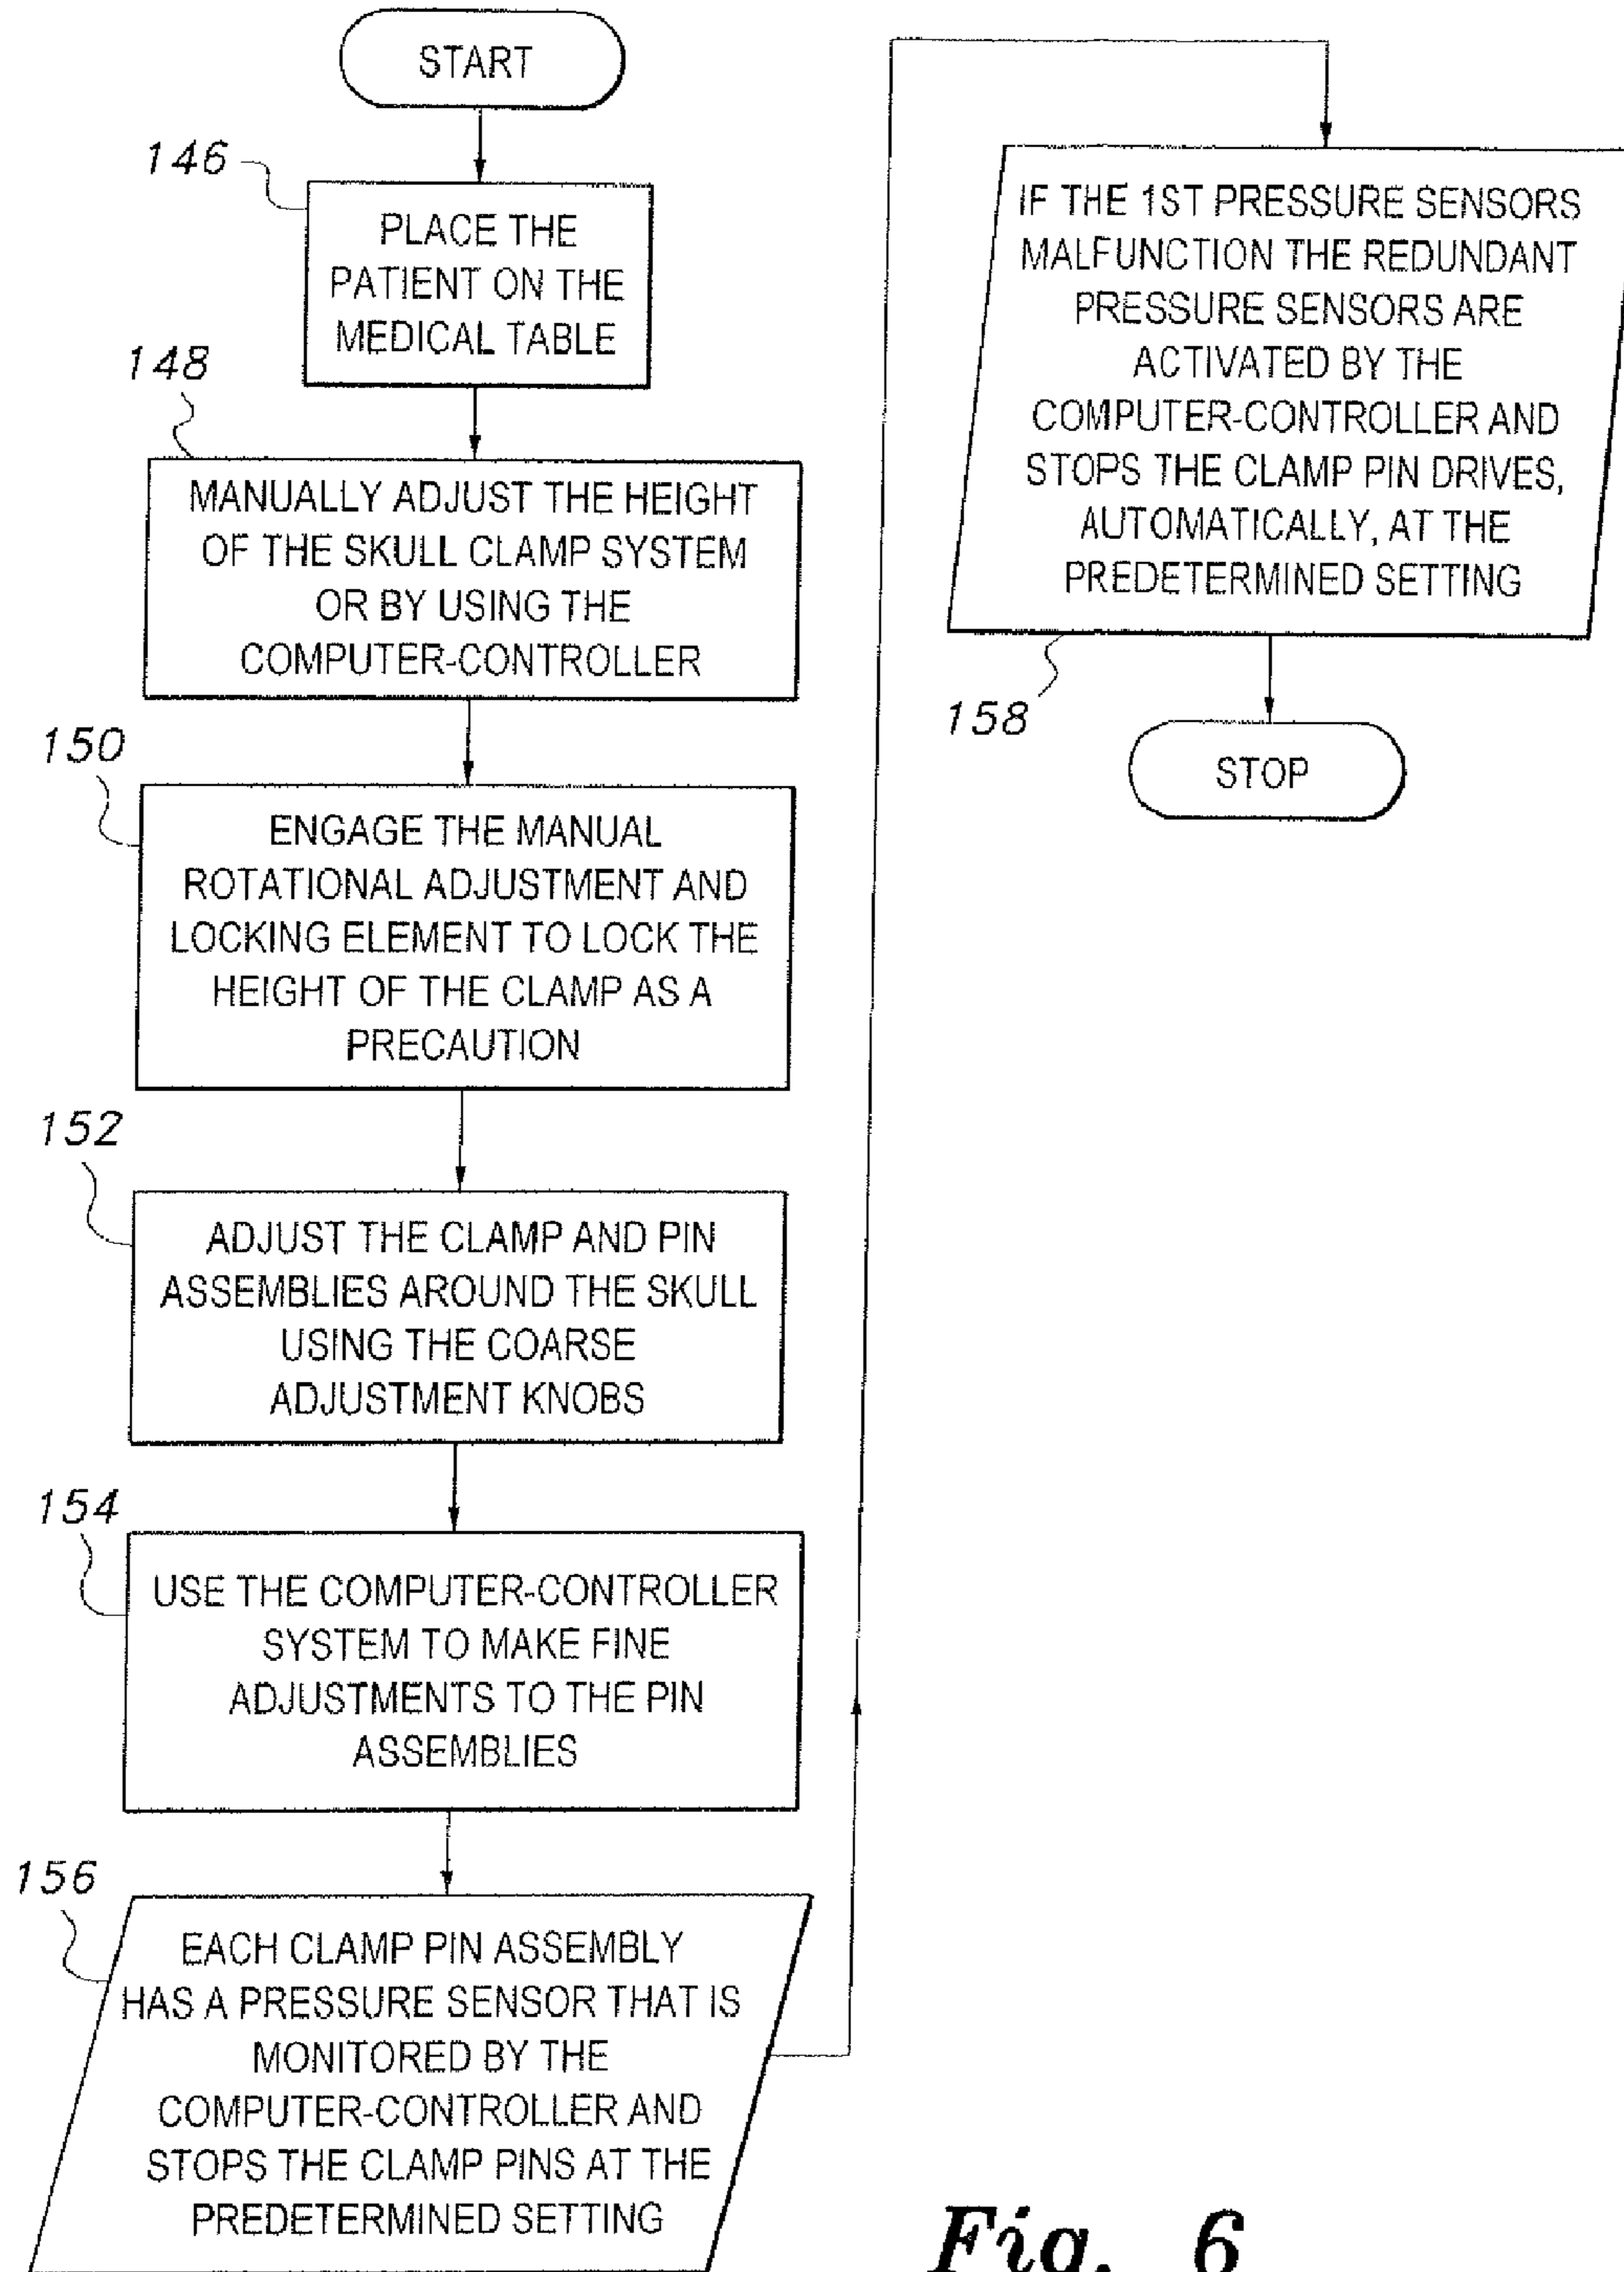 START
146
PLACE THE
PATIENT ON THE
MEDICAL TABLE
148
MANUALLY ADJUST THE HEIGHT
OF THE SKULL CLAMP SYSTEM
OR BY USING THE
COMPUTER-CONTROLLER
150
ENGAGE THE MANUAL
ROTATIONAL ADJUSTMENT AND
LOCKING ELEMENT TO LOCK THE
HEIGHT OF THE CLAMP AS A
PRECAUTION
152
ADJUST THE CLAMP AND PIN
ASSEMBLIES AROUND THE SKULL
USING THE COARSE
ADJUSTMENT KNOBS
154
USE THE COMPUTER-CONTROLLER
SYSTEM TO MAKE FINE
ADJUSTMENTS TO THE PIN
ASSEMBLIES
156
EACH CLAMP PIN ASSEMBLY
HAS A PRESSURE SENSOR THAT IS
MONITORED BY THE
COMPUTER-CONTROLLER AND
STOPS THE CLAMP PINS AT THE
PREDETERMINED SETTING
IF THE 1ST PRESSURE SENSORS
MALFUNCTION THE REDUNDANT
PRESSURE SENSORS ARE
ACTIVATED BY THE
COMPUTER-CONTROLLER AND
STOPS THE CLAMP PIN DRIVES,
AUTOMATICALLY, AT THE
PREDETERMINED SETTING
158
STOP
Fig. 6